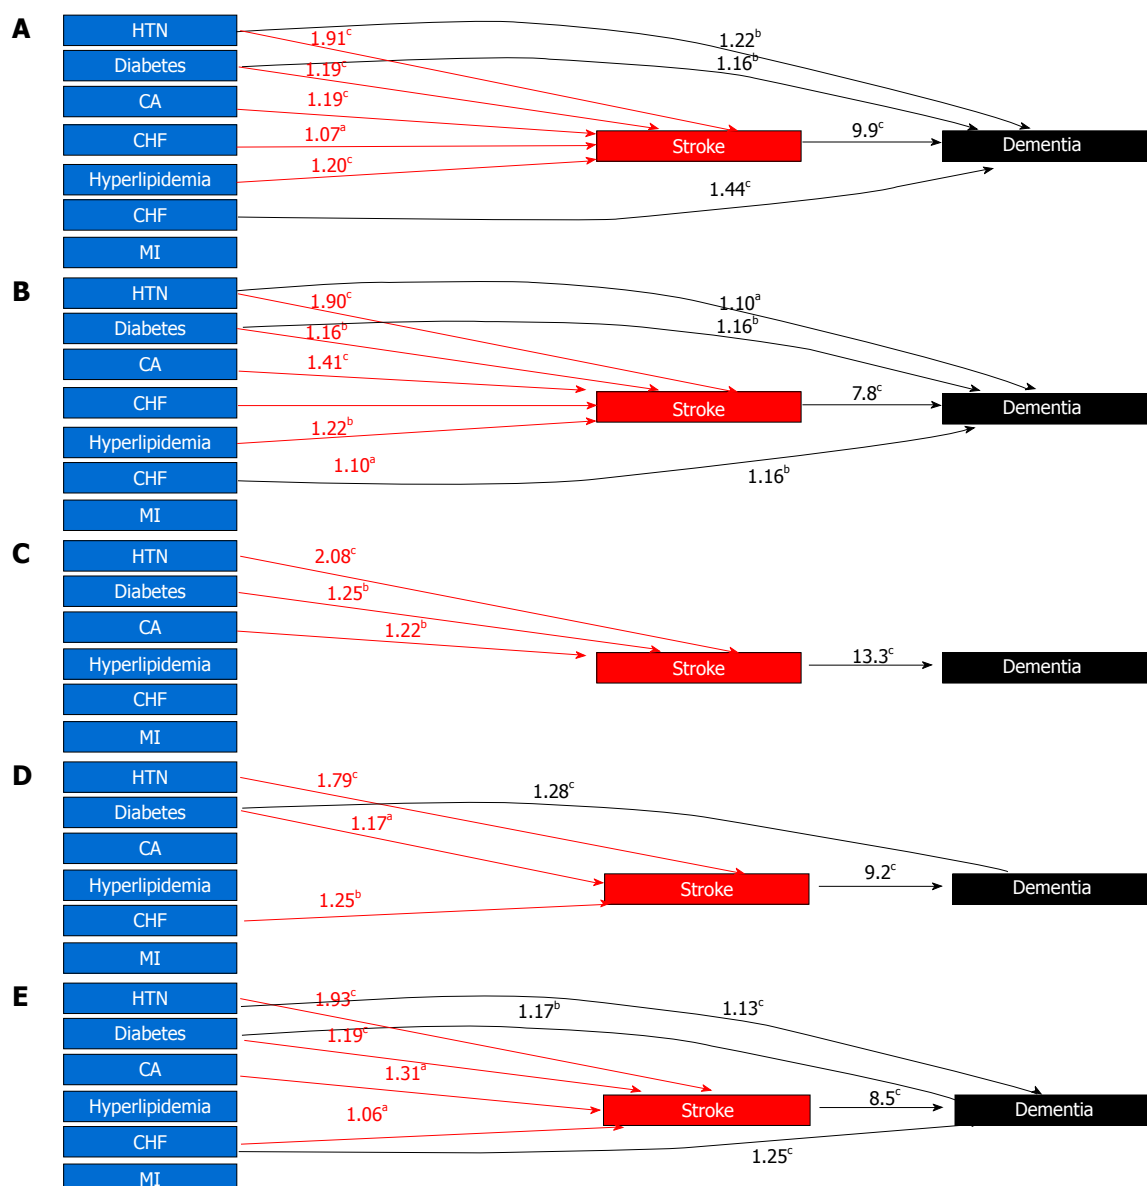 A
HTN
1.91ᶜ
1.22ᵇ
Diabetes
1.19ᶜ
1.16ᵇ
CA
1.19ᶜ
CHF
1.07ᵃ
Stroke
9.9ᶜ
Dementia
Hyperlipidemia
1.20ᶜ
CHF
1.44ᶜ
MI
B
HTN
1.90ᶜ
1.10ᵃ
Diabetes
1.16ᵇ
1.16ᵇ
CA
1.41ᶜ
CHF
Stroke
7.8ᶜ
Dementia
Hyperlipidemia
1.22ᵇ
CHF
1.10ᵃ
1.16ᵇ
MI
C
HTN
2.08ᶜ
Diabetes
1.25ᵇ
CA
1.22ᵇ
Hyperlipidemia
Stroke
13.3ᶜ
Dementia
CHF
MI
D
HTN
1.79ᶜ
1.28ᶜ
Diabetes
1.17ᵃ
CA
Hyperlipidemia
Stroke
9.2ᶜ
Dementia
CHF
1.25ᵇ
MI
E
HTN
1.93ᶜ
1.17ᵇ
1.13ᶜ
Diabetes
1.19ᶜ
CA
1.31ᵃ
Hyperlipidemia
1.06ᵃ
Stroke
8.5ᶜ
Dementia
CHF
1.25ᶜ
MI